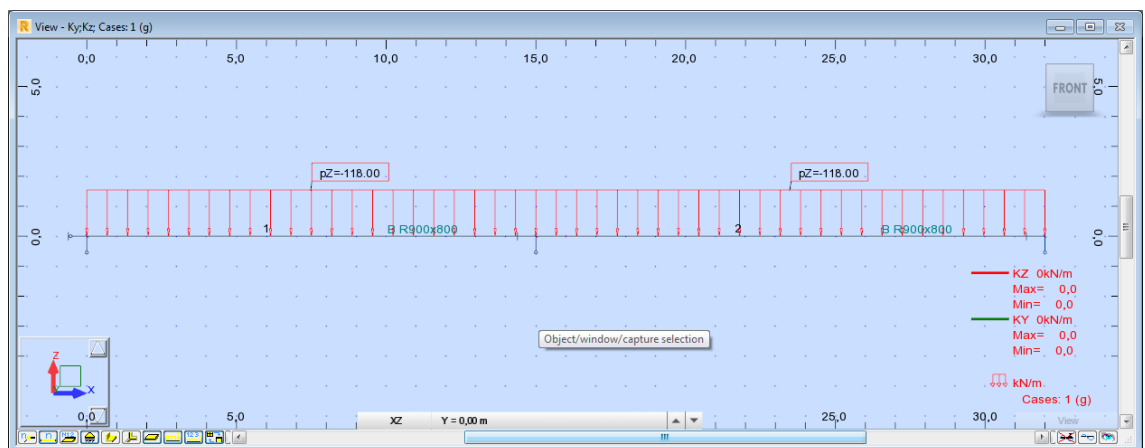 View - Ky;Kz; Cases: 1 (g)
0,0 5,0 10,0 15,0 20,0 25,0 30,0
5,0 5,0
FRONT
pZ=-118.00 pZ=-118.00
1 B R900x800 2 B R900x800
0,0 0,0
KZ 0kN/m
Max= 0,0
Min= 0,0
KY 0kN/m
Max= 0,0
Min= 0,0
Object/window/capture selection
Z
X
kN/m
Cases: 1 (g)
0,0 5,0 XZ Y = 0,00 m 25,0 30,0 View